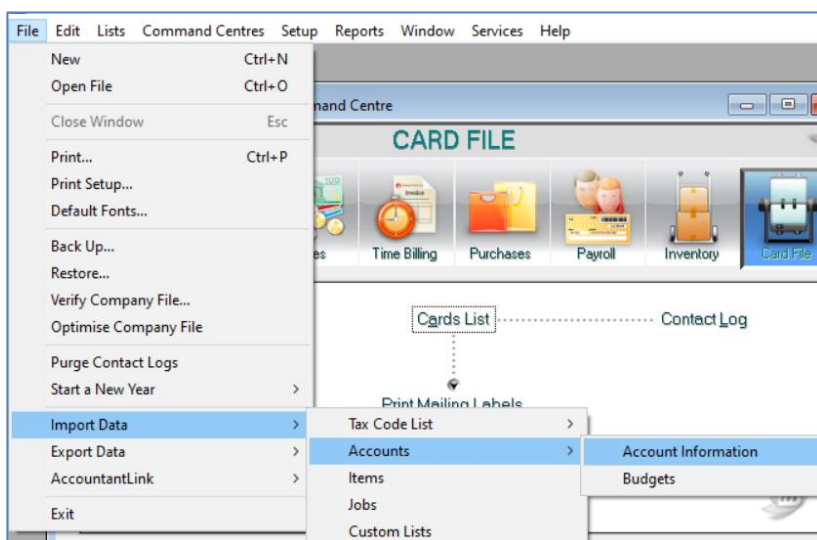 File Edit Lists Command Centres Setup Reports Window Services Help
New Ctrl+N
Open File Ctrl+O
Close Window Esc
Print... Ctrl+P
Print Setup...
Default Fonts...
Back Up...
Restore...
Verify Company File...
Optimise Company File
Purge Contact Logs
Start a New Year >
Import Data >
Export Data >
AccountantLink >
Exit
mand Centre
CARD FILE
es Time Billing Purchases Payroll Inventory Card File
Cards List Contact Log
Print Mailing Labels
Tax Code List >
Accounts >
Items
Jobs
Custom Lists
Account Information
Budgets